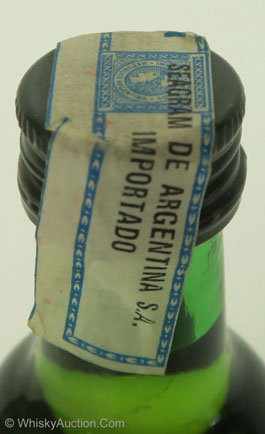 SEAGRAM DE ARGENTINA S.A.
IMPORTADO
© WhiskyAuction.Com